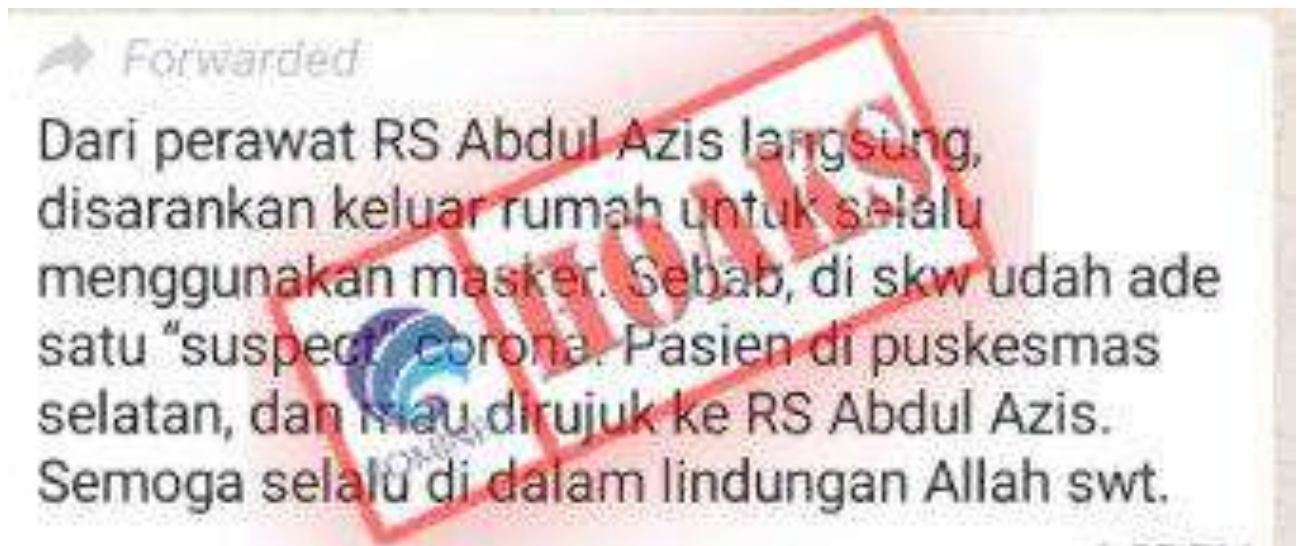 Forwarded
Dari perawat RS Abdul Azis langsung,
disarankan keluar rumah untuk selalu
menggunakan masker. Sebab, di skw udah ade
satu "suspect" corona. Pasien di puskesmas
selatan, dan mau dirujuk ke RS Abdul Azis.
Semoga selalu di dalam lindungan Allah swt.
HOAKS